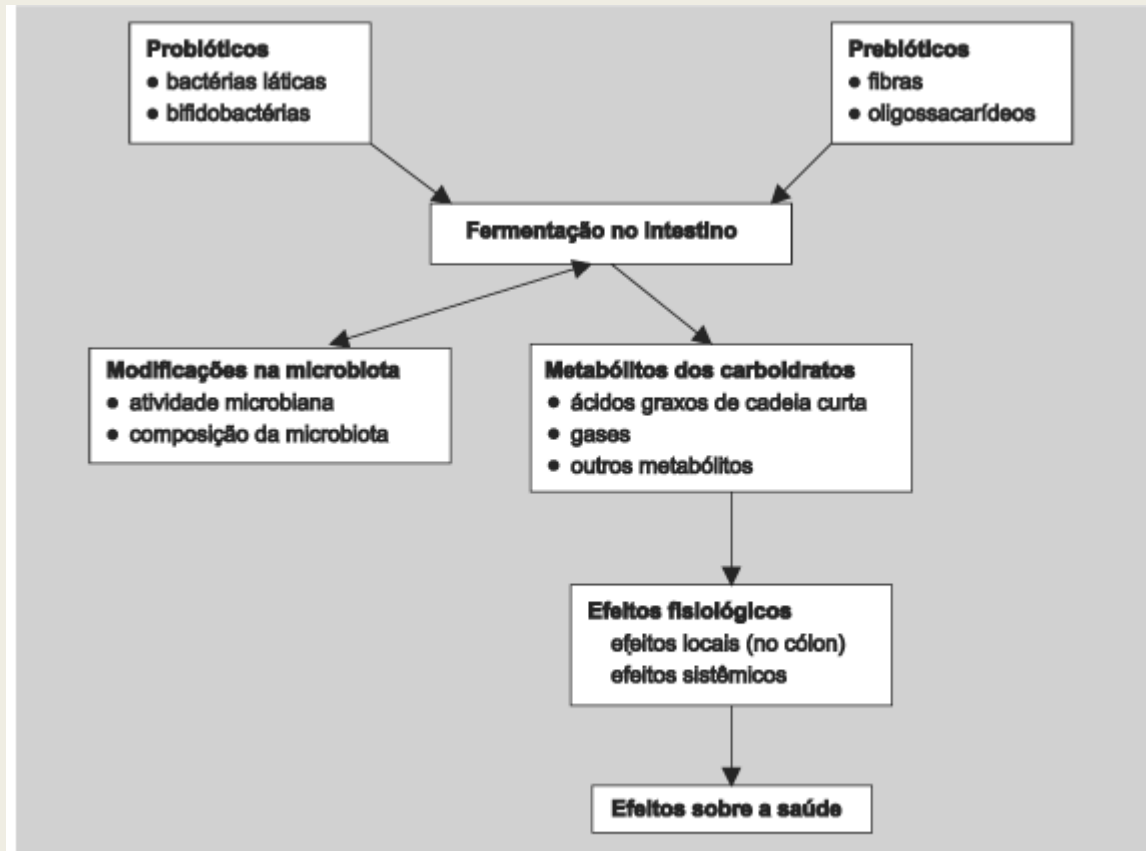 Probióticos
● bactérias láticas
● bifidobactérias
Prebióticos
● fibras
● oligossacarídeos
Fermentação no intestino
Modificações na microbiota
● atividade microbiana
● composição da microbiota
Metabólitos dos carboidratos
● ácidos graxos de cadeia curta
● gases
● outros metabólitos
Efeitos fisiológicos
efeitos locais (no cólon)
efeitos sistêmicos
Efeitos sobre a saúde